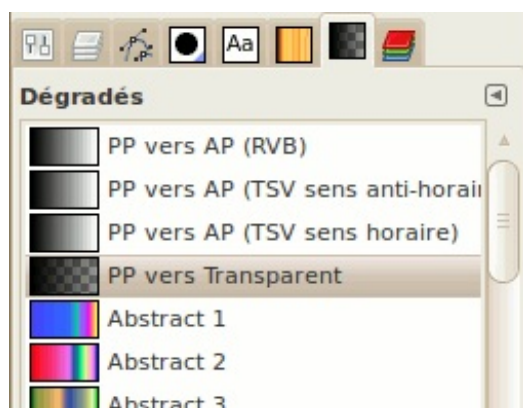 Aa
Dégradés
PP vers AP (RVB)
PP vers AP (TSV sens anti-horai
PP vers AP (TSV sens horaire)
PP vers Transparent
Abstract 1
Abstract 2
Abstract 3